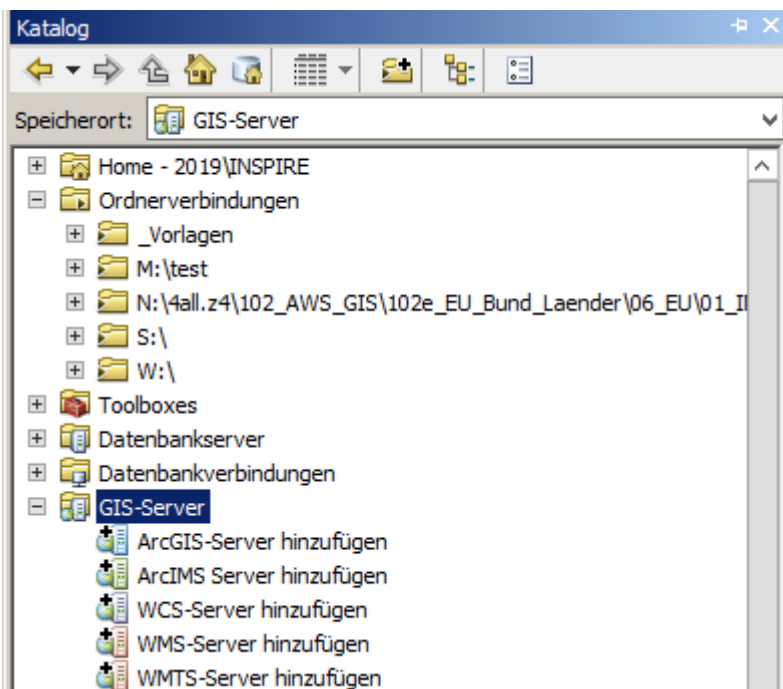 Katalog
Speicherort: GIS-Server
Home - 2019\INSPIRE
Ordnerverbindungen
_Vorlagen
M:\test
N:\4all.z4\102_AWS_GIS\102e_EU_Bund_Laender\06_EU\01_
S:\
W:\
Toolboxes
Datenbankserver
Datenbankverbindungen
GIS-Server
ArcGIS-Server hinzufügen
ArcIMS Server hinzufügen
WCS-Server hinzufügen
WMS-Server hinzufügen
WMTS-Server hinzufügen